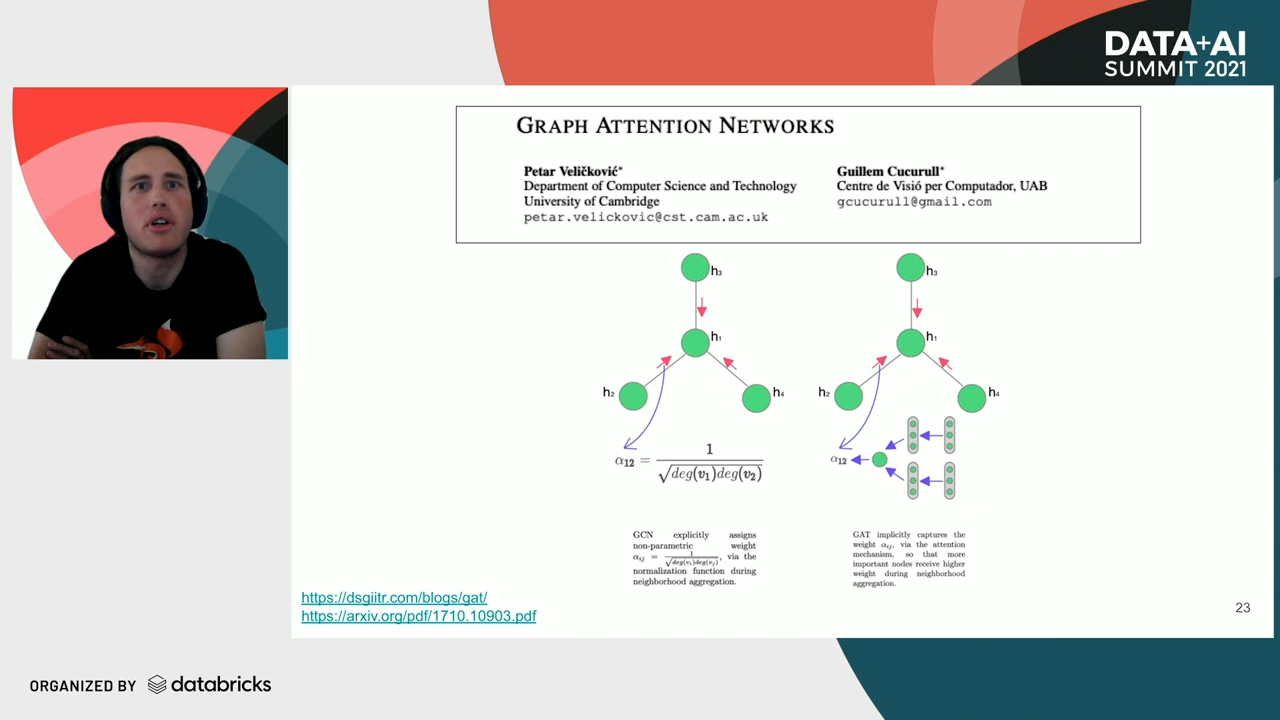 DATA+AI
SUMMIT 2021
GRAPH ATTENTION NETWORKS
Petar Veličković*
Department of Computer Science and Technology
University of Cambridge
petar.velickovic@cst.cam.ac.uk
Guillem Cucurull*
Centre de Visió per Computador, UAB
gcucurull@gmail.com
h₃
h₁
h₂
h₄
α₁₂ = 1 / √deg(v₁)deg(v₂)
GCN explicitly assigns
non-parametric weight
αᵢⱼ = 1 / √deg(vᵢ)deg(vⱼ), via the
normalization function during
neighborhood aggregation.
h₃
h₁
h₂
h₄
α₁₂
GAT implicitly captures the
weight αᵢⱼ, via the attention
mechanism, so that more
important nodes receive higher
weight during neighborhood
aggregation.
https://dsgiitr.com/blogs/gat/
https://arxiv.org/pdf/1710.10903.pdf
23
ORGANIZED BY databricks